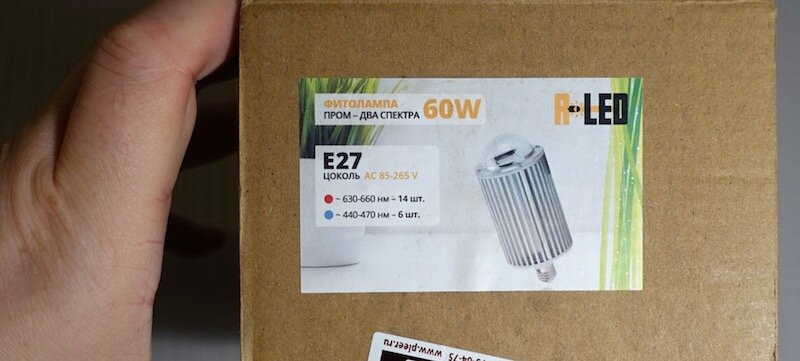 ФИТОЛАМПА
ПРОМ – ДВА СПЕКТРА
60W
R LED
E27
ЦОКОЛЬ AC 85-265 V
~ 630-660 нм – 14 шт.
~ 440-470 нм – 6 шт.
www.pleer.ru